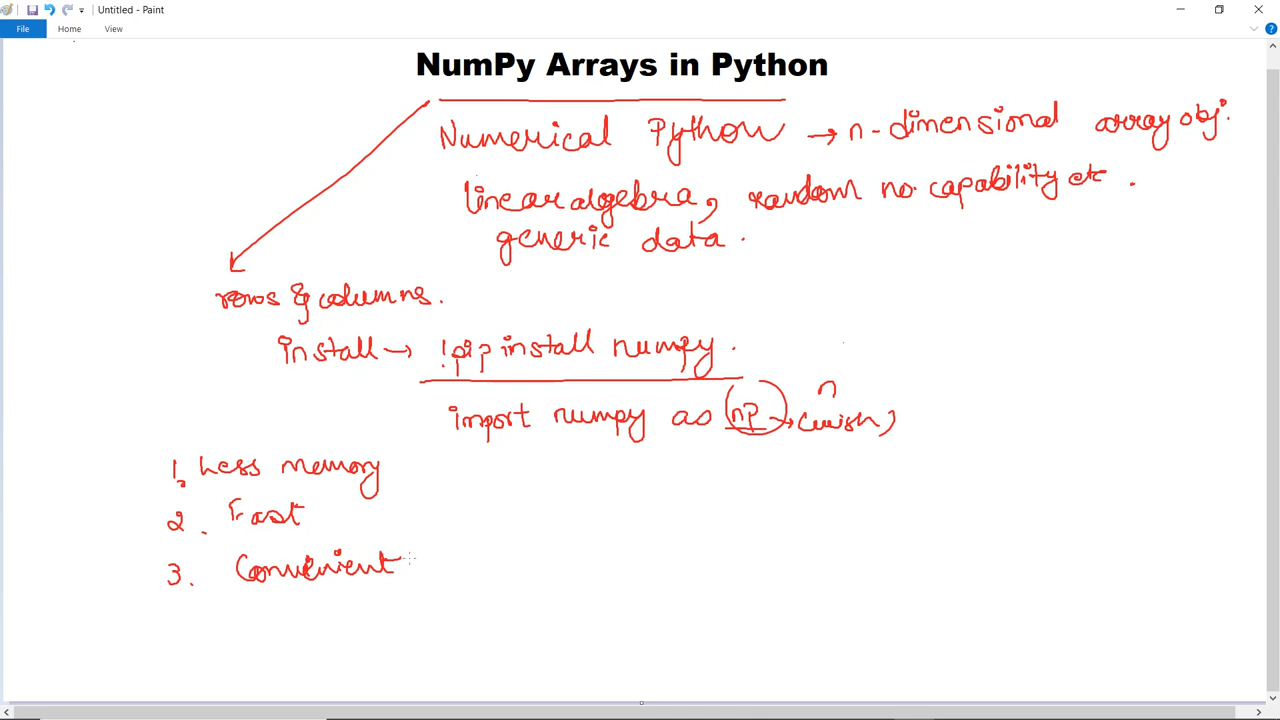 Untitled - Paint
File Home View
NumPy Arrays in Python
Numerical Python → n-dimensional array obj.
linear algebra, random no. capability etc.
generic data.
rows & columns.
install → !pip install numpy.
n
import numpy as np →
1. Less memory
2. Fast
3. Convenient